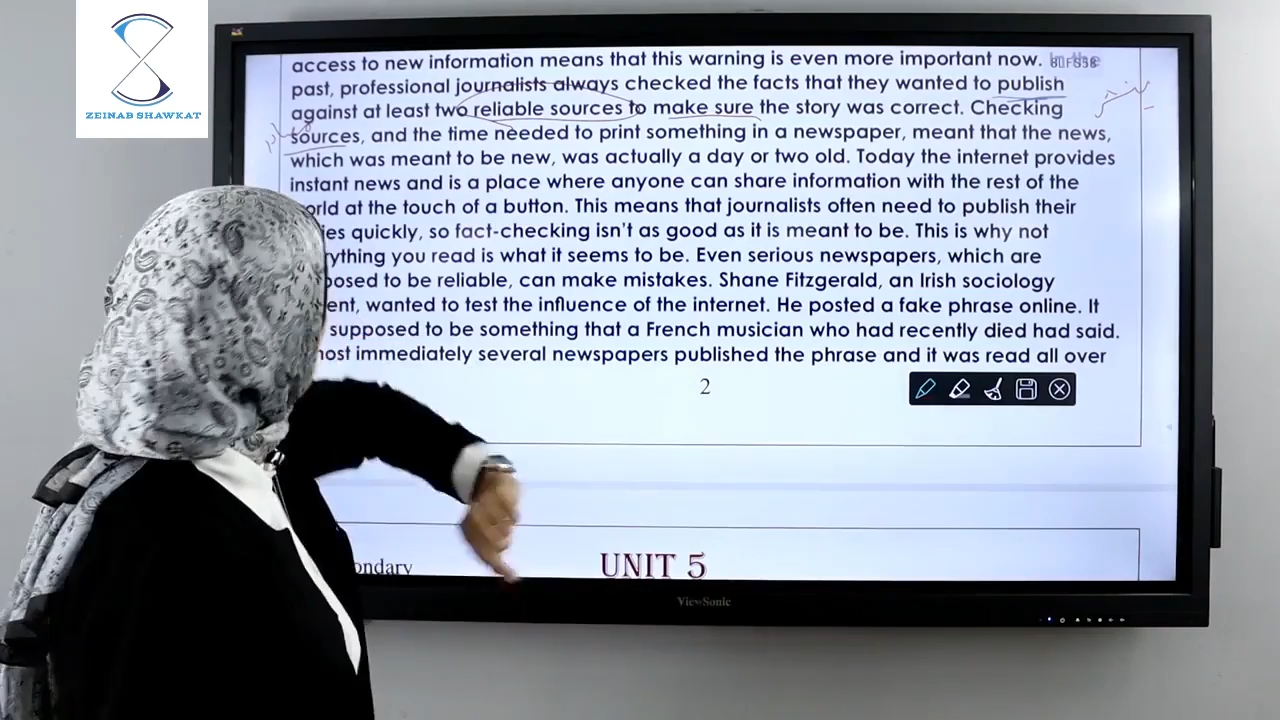 ZEINAB SHAWKAT
access to new information means that this warning is even more important now. In the
past, professional journalists always checked the facts that they wanted to publish
against at least two reliable sources to make sure the story was correct. Checking
sources, and the time needed to print something in a newspaper, meant that the news,
which was meant to be new, was actually a day or two old. Today the internet provides
instant news and is a place where anyone can share information with the rest of the
orld at the touch of a button. This means that journalists often need to publish their
ies quickly, so fact-checking isn't as good as it is meant to be. This is why not
rything you read is what it seems to be. Even serious newspapers, which are
posed to be reliable, can make mistakes. Shane Fitzgerald, an Irish sociology
ent, wanted to test the influence of the internet. He posted a fake phrase online. It
supposed to be something that a French musician who had recently died had said.
ost immediately several newspapers published the phrase and it was read all over
2
ondary
UNIT 5
ViewSonic